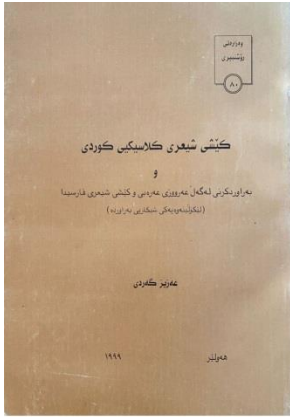 وەزارەتی
رۆشنبیری
٨٠
کێشی شیعری کلاسیکیی کوردی
و
بەراوردکردنی لەگەڵ عەرووزی عەرەبی و کێشی شیعری فارسیدا
(لێکۆڵینەوەیەکی شیکاریی بەراوردە)
عەزیز گەردی
هەولێر
١٩٩٩